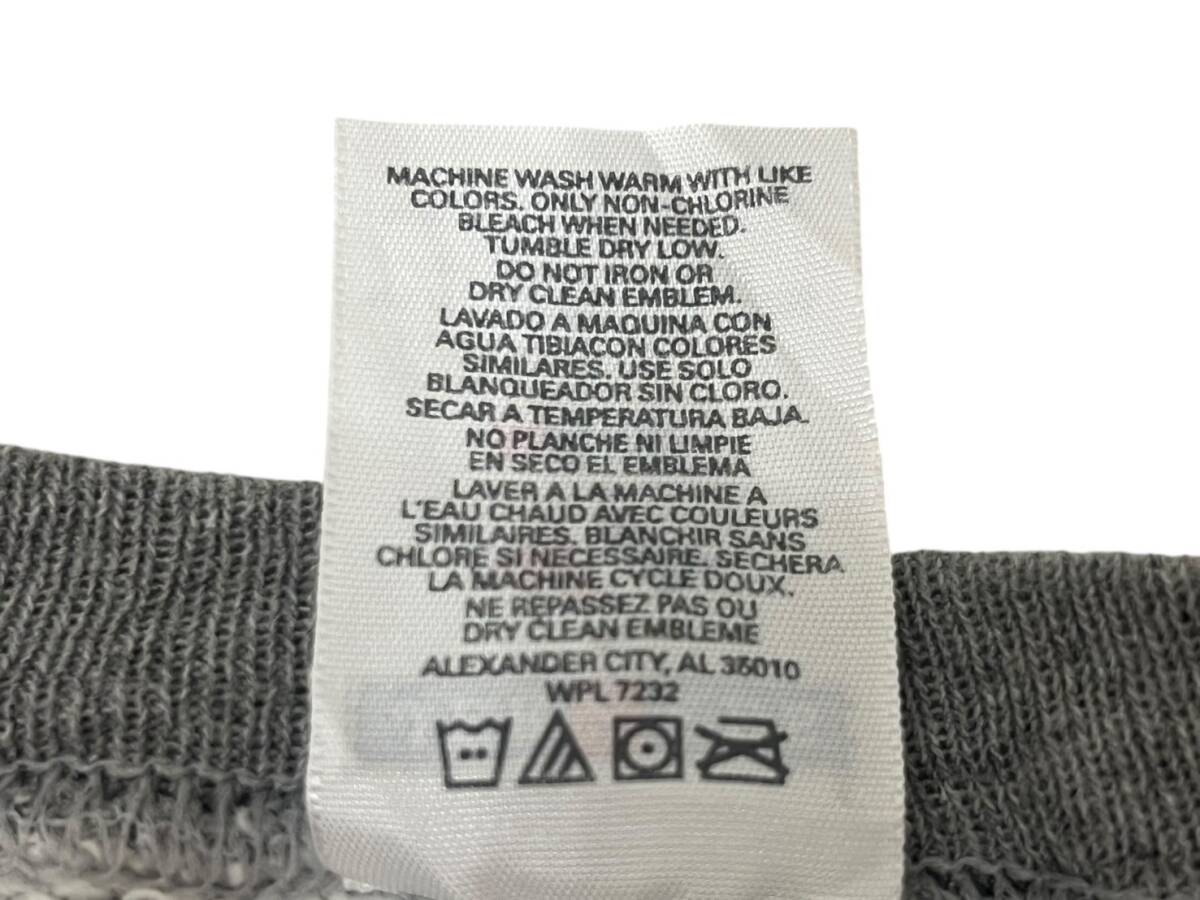 MACHINE WASH WARM WITH LIKE
COLORS. ONLY NON-CHLORINE
BLEACH WHEN NEEDED.
TUMBLE DRY LOW.
DO NOT IRON OR
DRY CLEAN EMBLEM.
LAVADO A MAQUINA CON
AGUA TIBIACON COLORES
SIMILARES. USE SOLO
BLANQUEADOR SIN CLORO.
SECAR A TEMPERATURA BAJA.
NO PLANCHE NI LIMPIE
EN SECO EL EMBLEMA
LAVER A LA MACHINE A
L'EAU CHAUD AVEC COULEURS
SIMILAIRES. BLANCHIR SANS
CHLORE SI NECESSAIRE. SECHERA
LA MACHINE CYCLE DOUX.
NE REPASSEZ PAS OU
DRY CLEAN EMBLEME
ALEXANDER CITY, AL 35010
WPL 7232